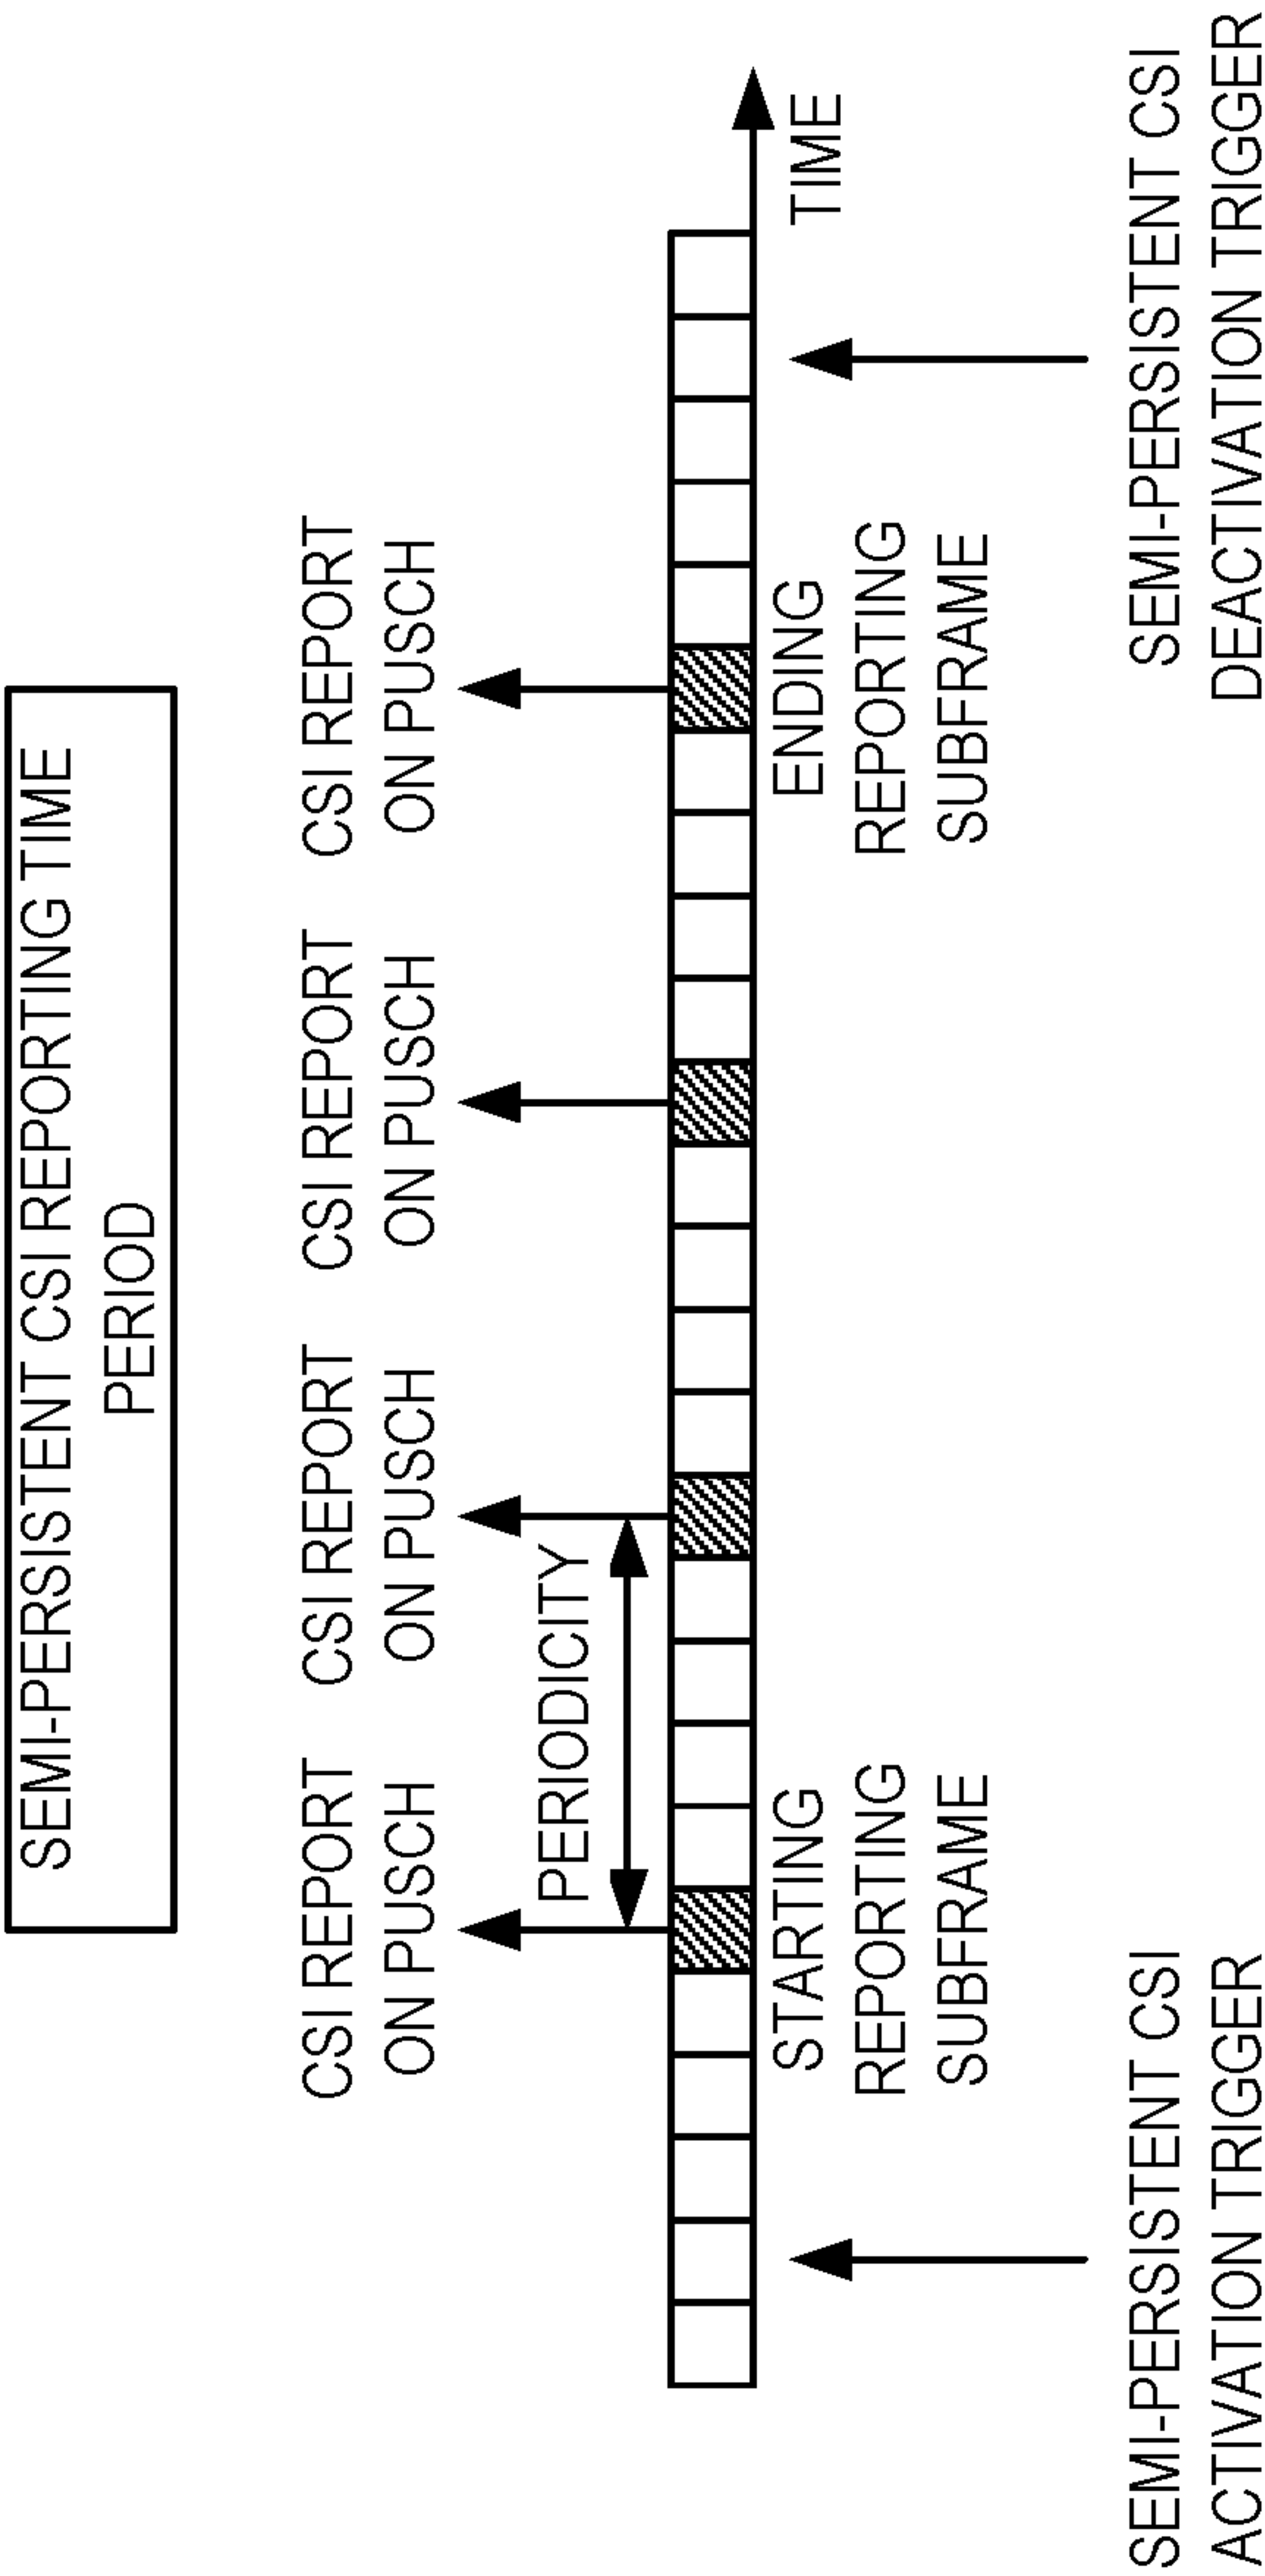 SEMI-PERSISTENT CSI REPORTING TIME
PERIOD
CSI REPORT
ON PUSCH
CSI REPORT
ON PUSCH
CSI REPORT
ON PUSCH
CSI REPORT
ON PUSCH
PERIODICITY
TIME
STARTING
REPORTING
SUBFRAME
ENDING
REPORTING
SUBFRAME
SEMI-PERSISTENT CSI
ACTIVATION TRIGGER
SEMI-PERSISTENT CSI
DEACTIVATION TRIGGER